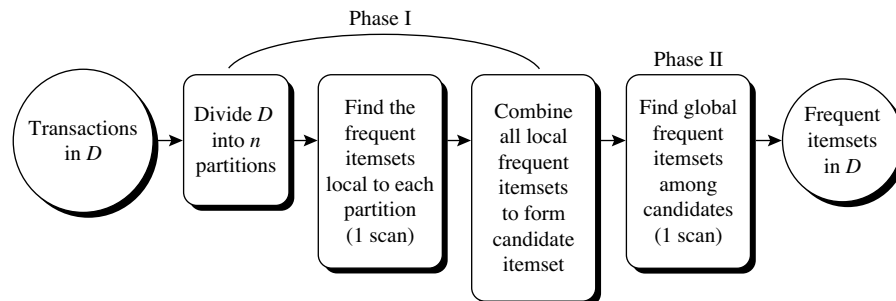 Phase I
Phase II
Transactions
in D
Divide D
into n
partitions
Find the
frequent
itemsets
local to each
partition
(1 scan)
Combine
all local
frequent
itemsets
to form
candidate
itemset
Find global
frequent
itemsets
among
candidates
(1 scan)
Frequent
itemsets
in D